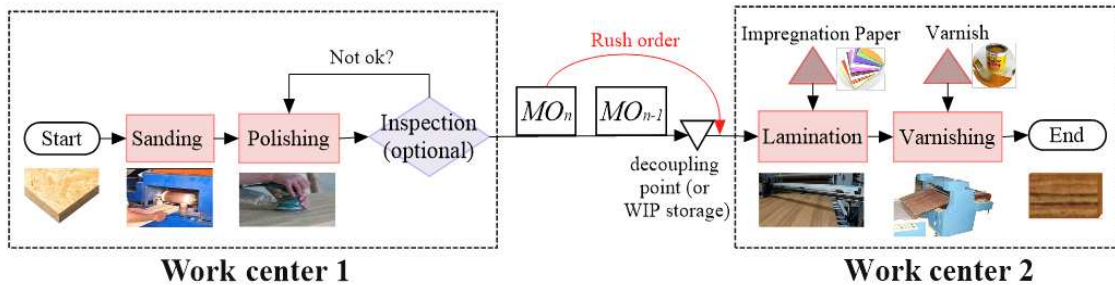 Not ok?
Start
Sanding
Polishing
Inspection
(optional)
Work center 1
Rush order
MOn
MOn-1
decoupling
point (or
WIP storage)
Impregnation Paper
Varnish
Lamination
Varnishing
End
Work center 2